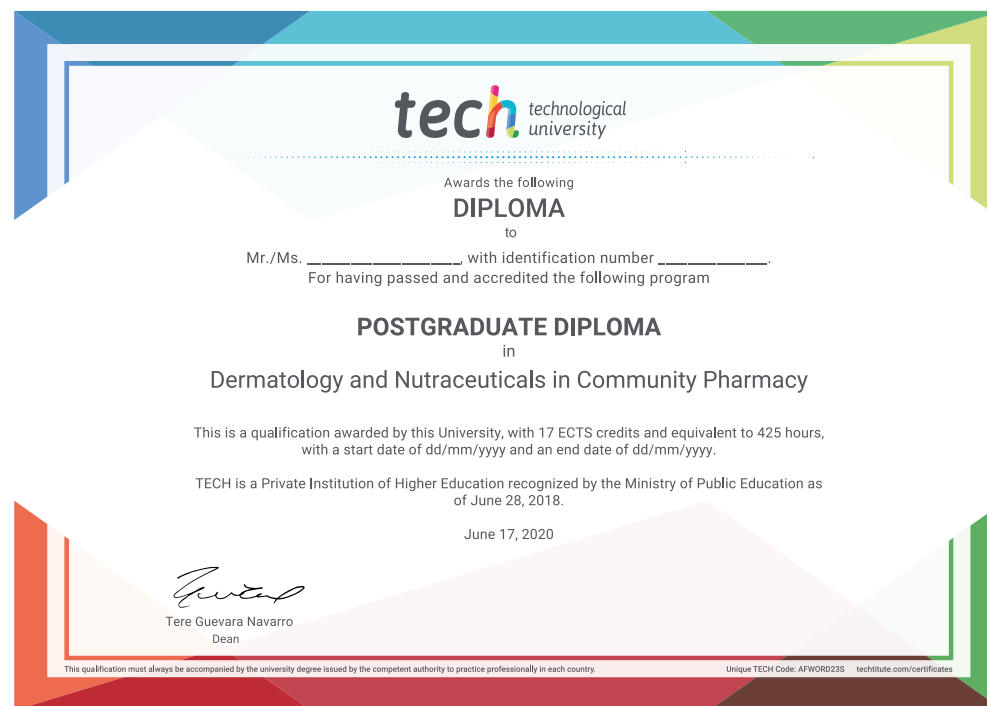 tech technological
university
Awards the following
DIPLOMA
to
Mr./Ms. ____________________, with identification number ______________.
For having passed and accredited the following program
POSTGRADUATE DIPLOMA
in
Dermatology and Nutraceuticals in Community Pharmacy
This is a qualification awarded by this University, with 17 ECTS credits and equivalent to 425 hours,
with a start date of dd/mm/yyyy and an end date of dd/mm/yyyy.
TECH is a Private Institution of Higher Education recognized by the Ministry of Public Education as
of June 28, 2018.
June 17, 2020
Tere Guevara Navarro
Dean
This qualification must always be accompanied by the university degree issued by the competent authority to practice professionally in each country.
Unique TECH Code: AFWORD23S techtitute.com/certificates